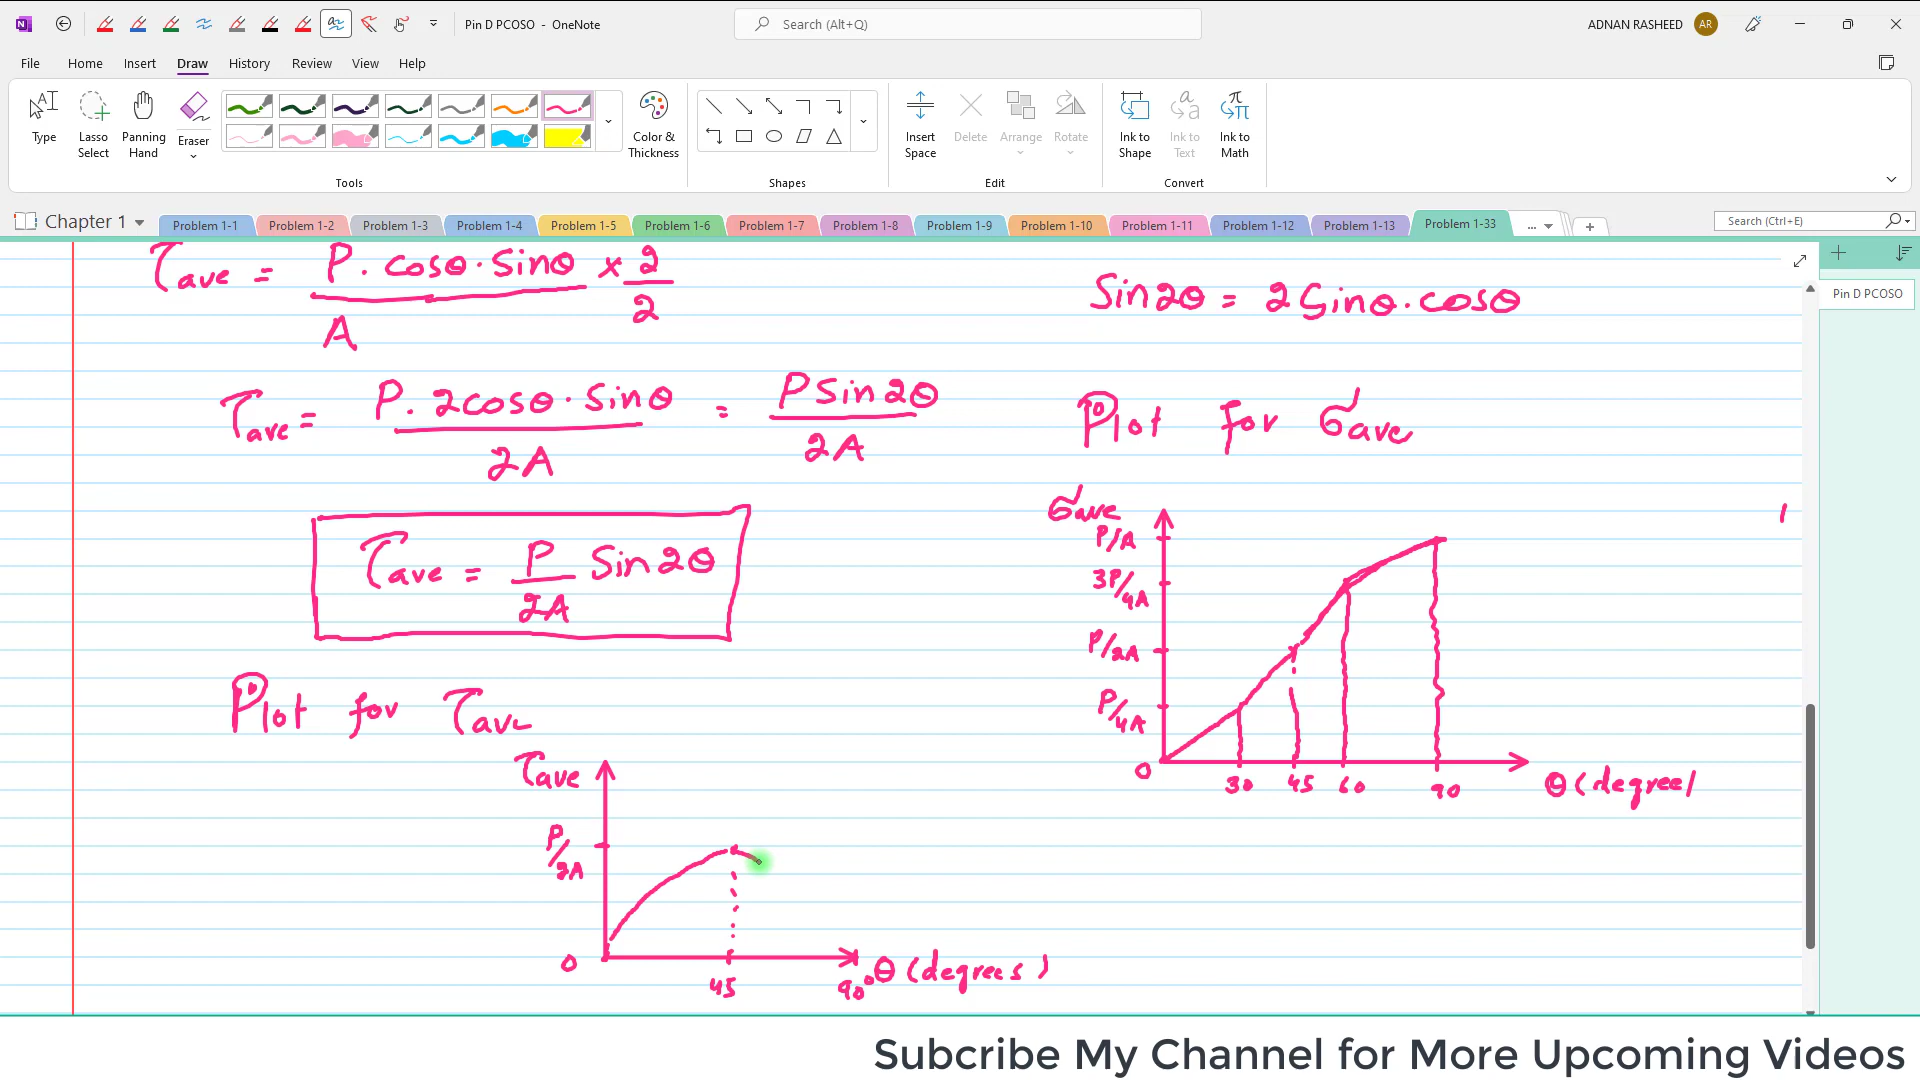 Pin D PCOSO - OneNote
Search (Alt+Q)
ADNAN RASHEED AR
File Home Insert Draw History Review View Help
Type
Lasso Select
Panning Hand
Eraser
Color & Thickness
Insert Space
Delete
Arrange
Rotate
Ink to Shape
Ink to Text
Ink to Math
Tools Shapes Edit Convert
Chapter 1
Problem 1-1 Problem 1-2 Problem 1-3 Problem 1-4 Problem 1-5 Problem 1-6 Problem 1-7 Problem 1-8 Problem 1-9 Problem 1-10 Problem 1-11 Problem 1-12 Problem 1-13 Problem 1-33 ...
Search (Ctrl+E)
Pin D PCOSO
τave = P. cosθ. sinθ / A × 2/2
Sin2θ = 2 Sinθ. cosθ
τave = P. 2cosθ. sinθ / 2A = P Sin2θ / 2A
Plot for σave
τave = P/2A Sin2θ
σave
P/A
3P/4A
P/2A
P/4A
0 30 45 60 90 θ (degree)
Plot for τave
τave
P/2A
0 45 90° θ (degrees)
Subcribe My Channel for More Upcoming Videos